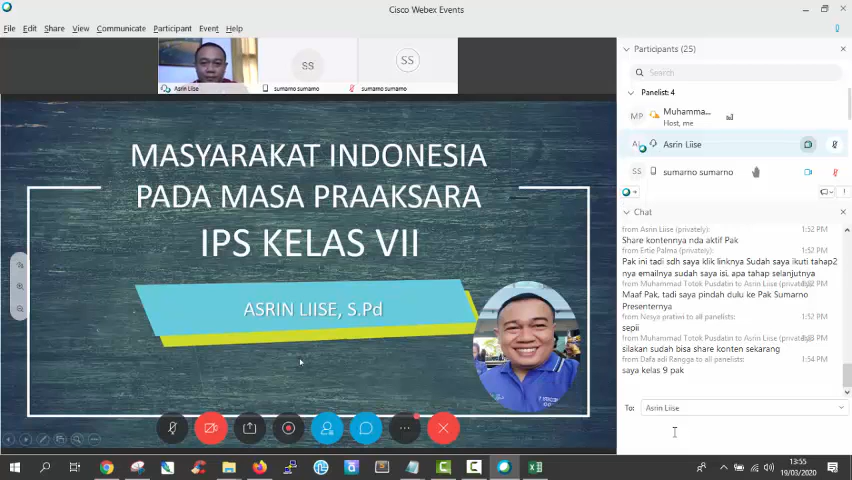 Cisco Webex Events
File Edit Share View Communicate Participant Event Help
SS
SS
Asrin Liise
sumarno sumarno
sumarno sumarno
MASYARAKAT INDONESIA
PADA MASA PRAAKSARA
IPS KELAS VII
ASRIN LIISE, S.Pd
Participants (25)
Search
Panelist: 4
MP
Muhamma...
Host, me
Asrin Liise
SS
sumarno sumarno
Chat
from Asrin Liise (privately): 1:52 PM
Share kontennya nda aktif Pak
from Ertie Palma (privately): 1:52 PM
Pak ini tadi sdh saya klik linknya Sudah saya ikuti tahap2
nya emailnya sudah saya isi, apa tahap selanjutnya
from Muhammad Totok Pusdatin to Asrin Liise (privately):
Maaf Pak, tadi saya pindah dulu ke Pak Sumarno
Presenternya
from Nesya pratiwi to all panelists: 1:52 PM
sepii
from Muhammad Totok Pusdatin to Asrin Liise (privately):
silakan sudah bisa share konten sekarang
from Dafa adi Rangga to all panelists: 1:54 PM
saya kelas 9 pak
To: Asrin Liise
13:55
19/03/2020